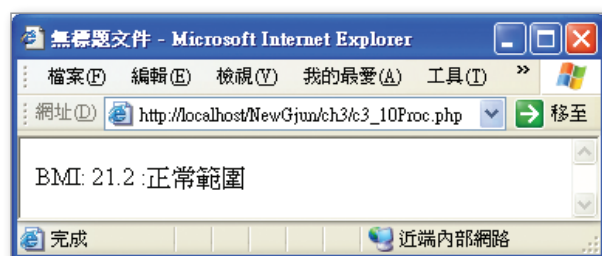 無標題文件 - Microsoft Internet Explorer
檔案(F) 編輯(E) 檢視(V) 我的最愛(A) 工具(T) »
網址(D) http://localhost/NewGjun/ch3/c3_10Proc.php 移至
BMI: 21.2 :正常範圍
完成 近端內部網路